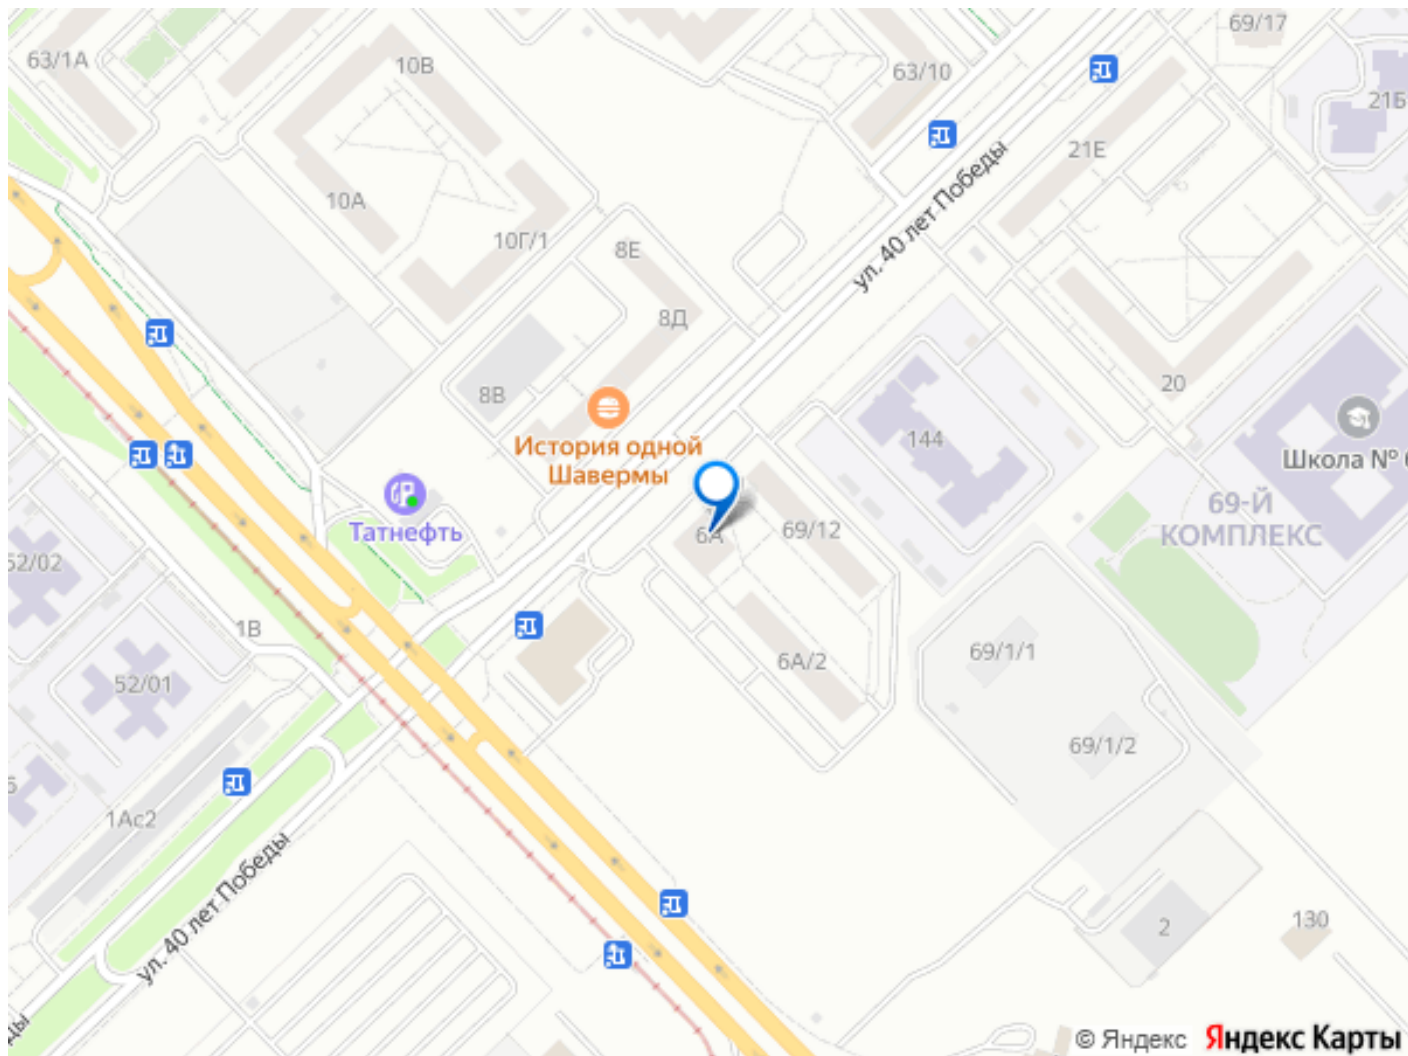 69/17
63/1А
10В
63/10
21Б
21Е
10А
ул. 40 лет Победы
10Г/1
8Е
8Д
20
8В
144
История одной
Шавермы
Школа №
69-Й
КОМПЛЕКС
Татнефть
6А
69/12
52/02
1В
69/1/1
6А/2
52/01
69/1/2
1Ас2
ул. 40 лет Победы
130
2
© Яндекс Яндекс Карты